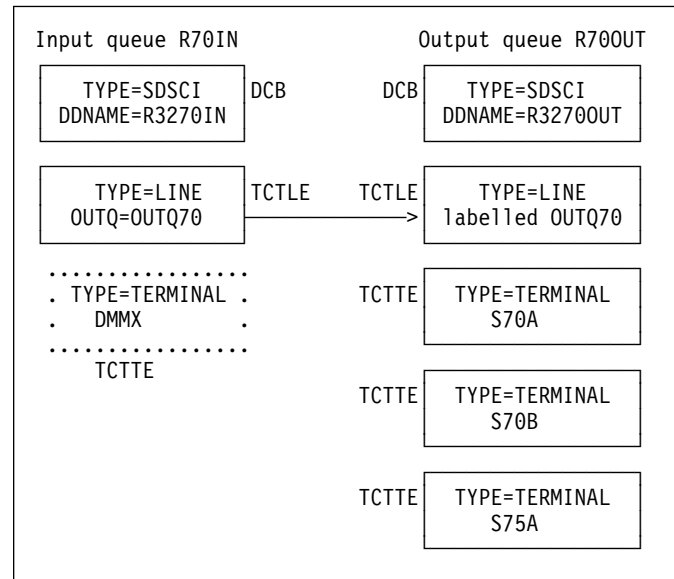 Input queue R70IN
Output queue R70OUT
TYPE=SDSCI
DDNAME=R3270IN
DCB
DCB
TYPE=SDSCI
DDNAME=R3270OUT
TYPE=LINE
OUTQ=OUTQ70
TCTLE
TCTLE
TYPE=LINE
labelled OUTQ70
TYPE=TERMINAL
DMMX
TCTTE
TCTTE
TYPE=TERMINAL
S70A
TCTTE
TYPE=TERMINAL
S70B
TCTTE
TYPE=TERMINAL
S75A